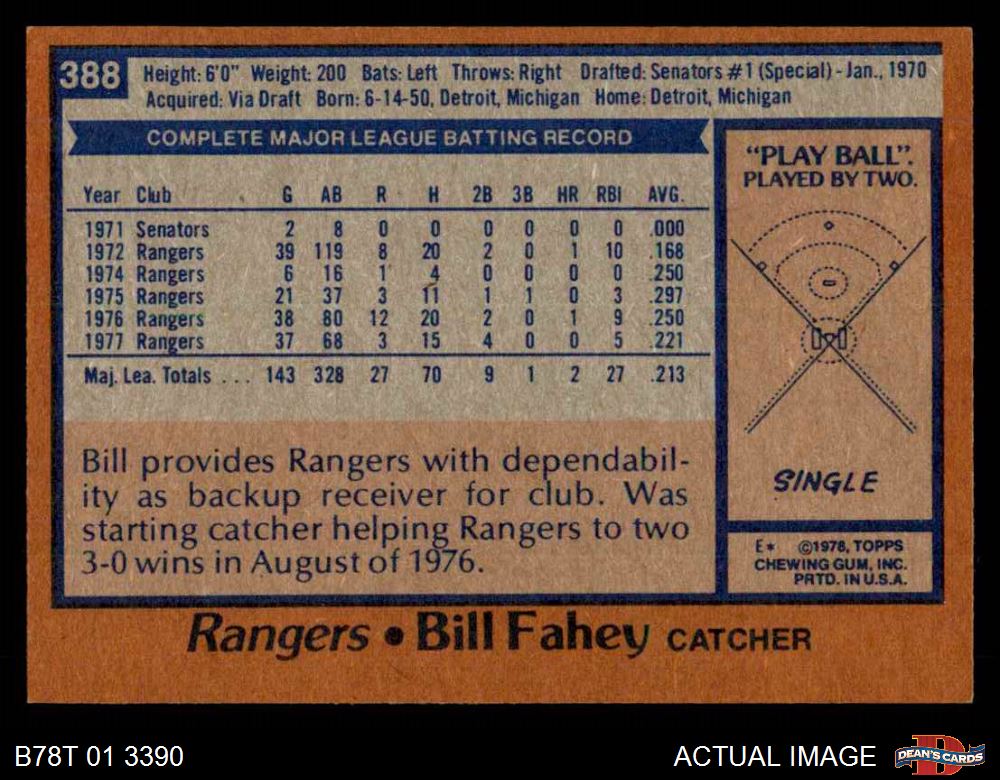 388 Height: 6'0" Weight: 200 Bats: Left Throws: Right Drafted: Senators #1 (Special) - Jan., 1970
Acquired: Via Draft Born: 6-14-50, Detroit, Michigan Home: Detroit, Michigan
COMPLETE MAJOR LEAGUE BATTING RECORD
Year Club G AB R H 2B 3B HR RBI AVG.
1971 Senators 2 8 0 0 0 0 0 0 .000
1972 Rangers 39 119 8 20 2 0 1 10 .168
1974 Rangers 6 16 1 4 0 0 0 0 .250
1975 Rangers 21 37 3 11 1 1 0 3 .297
1976 Rangers 38 80 12 20 2 0 1 9 .250
1977 Rangers 37 68 3 15 4 0 0 5 .221
Maj. Lea. Totals ... 143 328 27 70 9 1 2 27 .213
Bill provides Rangers with dependabil-
ity as backup receiver for club. Was
starting catcher helping Rangers to two
3-0 wins in August of 1976.
"PLAY BALL".
PLAYED BY TWO.
SINGLE
E* ©1978, TOPPS
CHEWING GUM, INC.
PRTD. IN U.S.A.
Rangers • Bill Fahey CATCHER
B78T 01 3390
ACTUAL IMAGE
D
DEAN'S CARDS